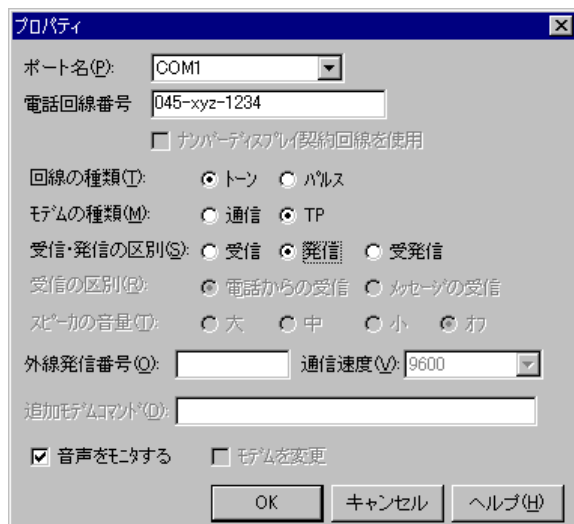 プロパティ
ポート名(P): COM1
電話回線番号 045-xyz-1234
ナンバーディスプレイ契約回線を使用
回線の種類(T): トーン パルス
モデムの種類(M): 通信 TP
受信・発信の区別(S): 受信 発信 受発信
受信の区別(R): 電話からの受信 メッセージの受信
スピーカの音量(T): 大 中 小 オフ
外線発信番号(O): 通信速度(V): 9600
追加モデムコマンド(D):
音声をモニタする モデムを変更
OK キャンセル ヘルプ(H)